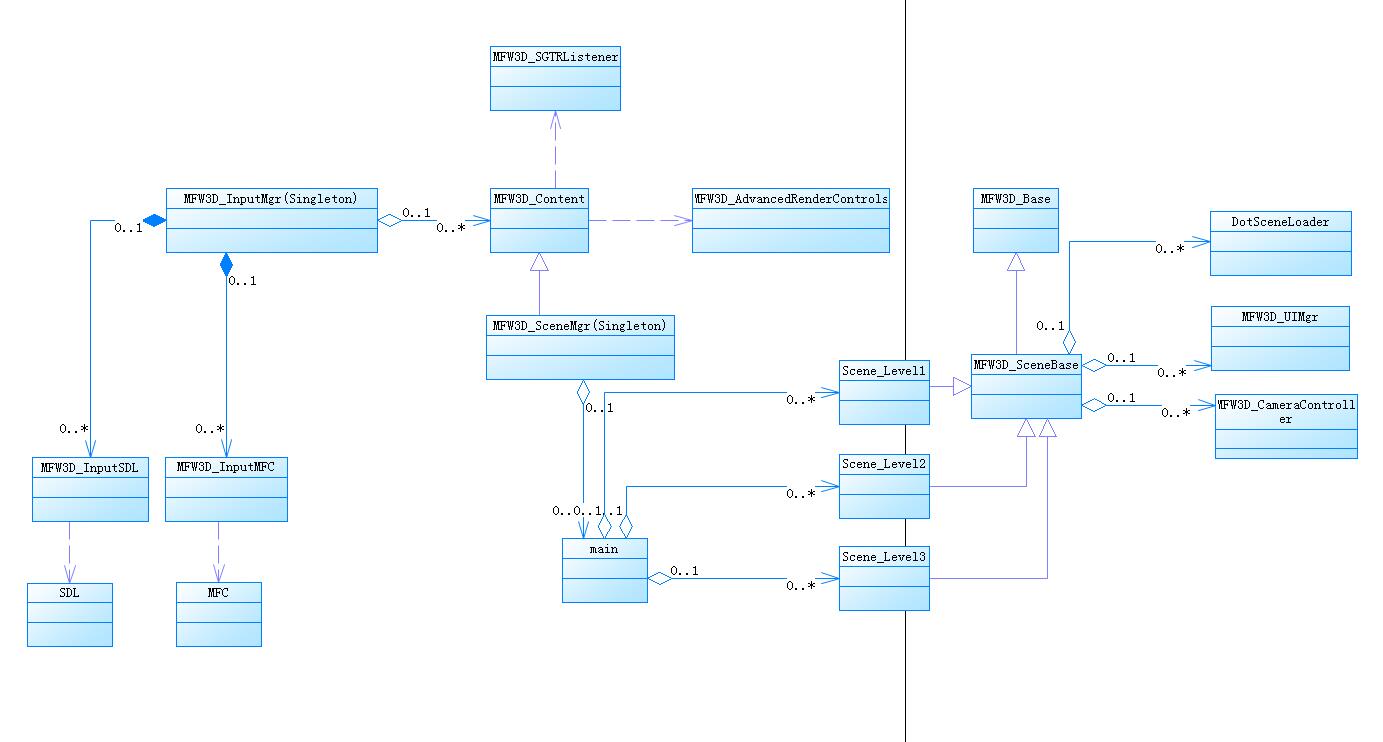 MFW3D_SGTRListener
MFW3D_InputMgr(Singleton)
MFW3D_Content
MFW3D_AdvancedRenderControls
MFW3D_Base
DotSceneLoader
0..1
0..1
0..*
0..*
0..1
MFW3D_SceneMgr(Singleton)
0..1
MFW3D_UIMgr
Scene_Level1
MFW3D_SceneBase
0..1
0..*
0..1
0..*
MFW3D_CameraControll
er
0..1
0..*
0..*
0..*
MFW3D_InputSDL
MFW3D_InputMFC
Scene_Level2
0..*
0..0..1..1
main
Scene_Level3
0..1
0..*
SDL
MFC